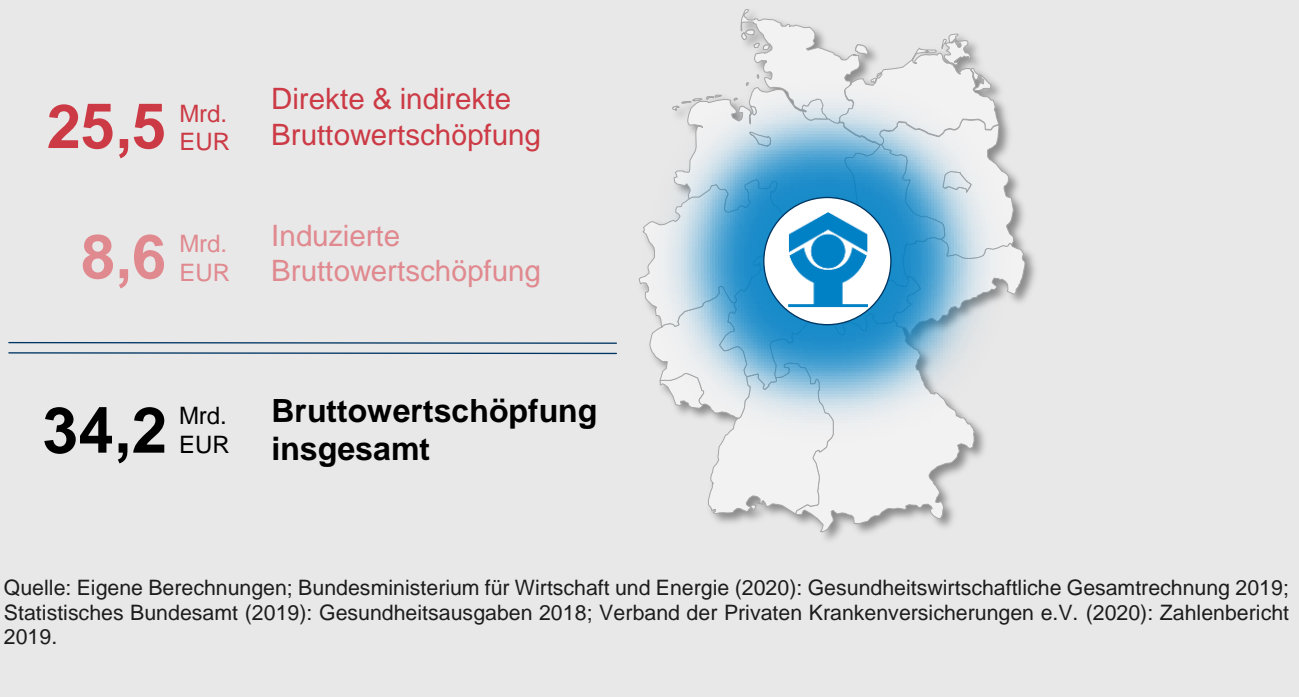 25,5 Mrd. EUR Direkte & indirekte
Bruttowertschöpfung
8,6 Mrd. EUR Induzierte
Bruttowertschöpfung
34,2 Mrd. EUR Bruttowertschöpfung
insgesamt
Quelle: Eigene Berechnungen; Bundesministerium für Wirtschaft und Energie (2020): Gesundheitswirtschaftliche Gesamtrechnung 2019;
Statistisches Bundesamt (2019): Gesundheitsausgaben 2018; Verband der Privaten Krankenversicherungen e.V. (2020): Zahlenbericht
2019.